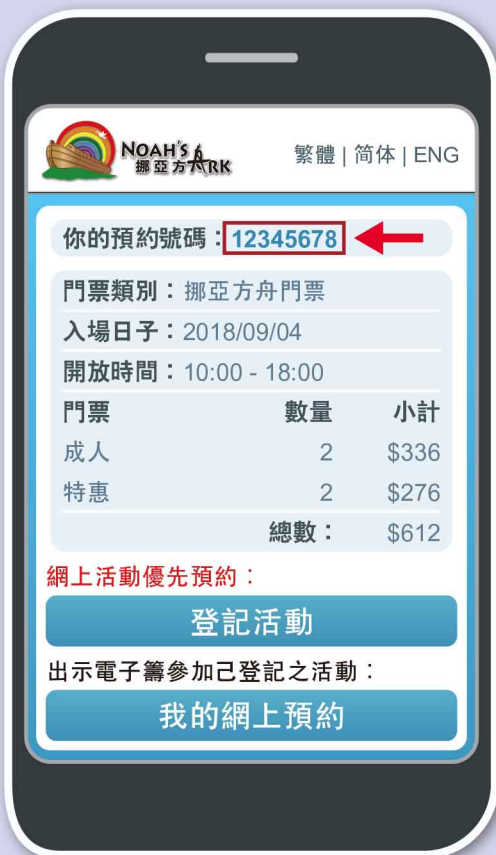 NOAH'S ARK
挪亞方
繁體 | 简体 | ENG
你的預約號碼：12345678
門票類別：挪亞方舟門票
入場日子：2018/09/04
開放時間：10:00 - 18:00
門票 數量 小計
成人 2 $336
特惠 2 $276
總數： $612
網上活動優先預約：
登記活動
出示電子籌參加己登記之活動：
我的網上預約